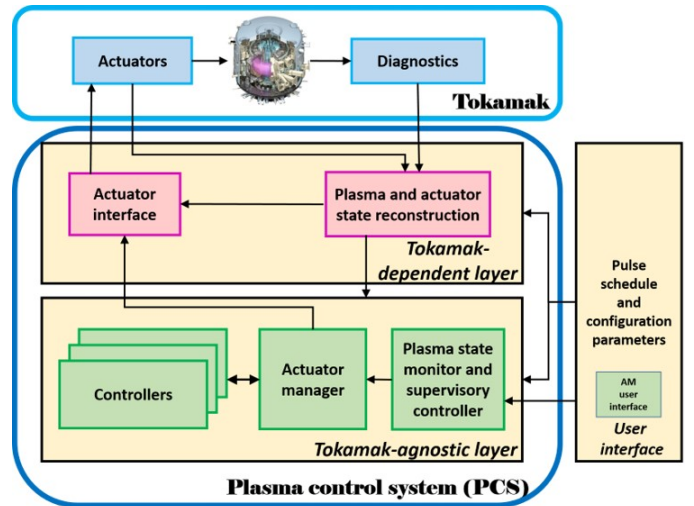 Actuators
Diagnostics
Tokamak
Actuator
interface
Plasma and actuator
state reconstruction
Tokamak-
dependent layer
Controllers
Actuator
manager
Plasma state
monitor and
supervisory
controller
Tokamak-agnostic layer
Plasma control system (PCS)
Pulse
schedule
and
configuration
parameters
AM
user
interface
User
interface